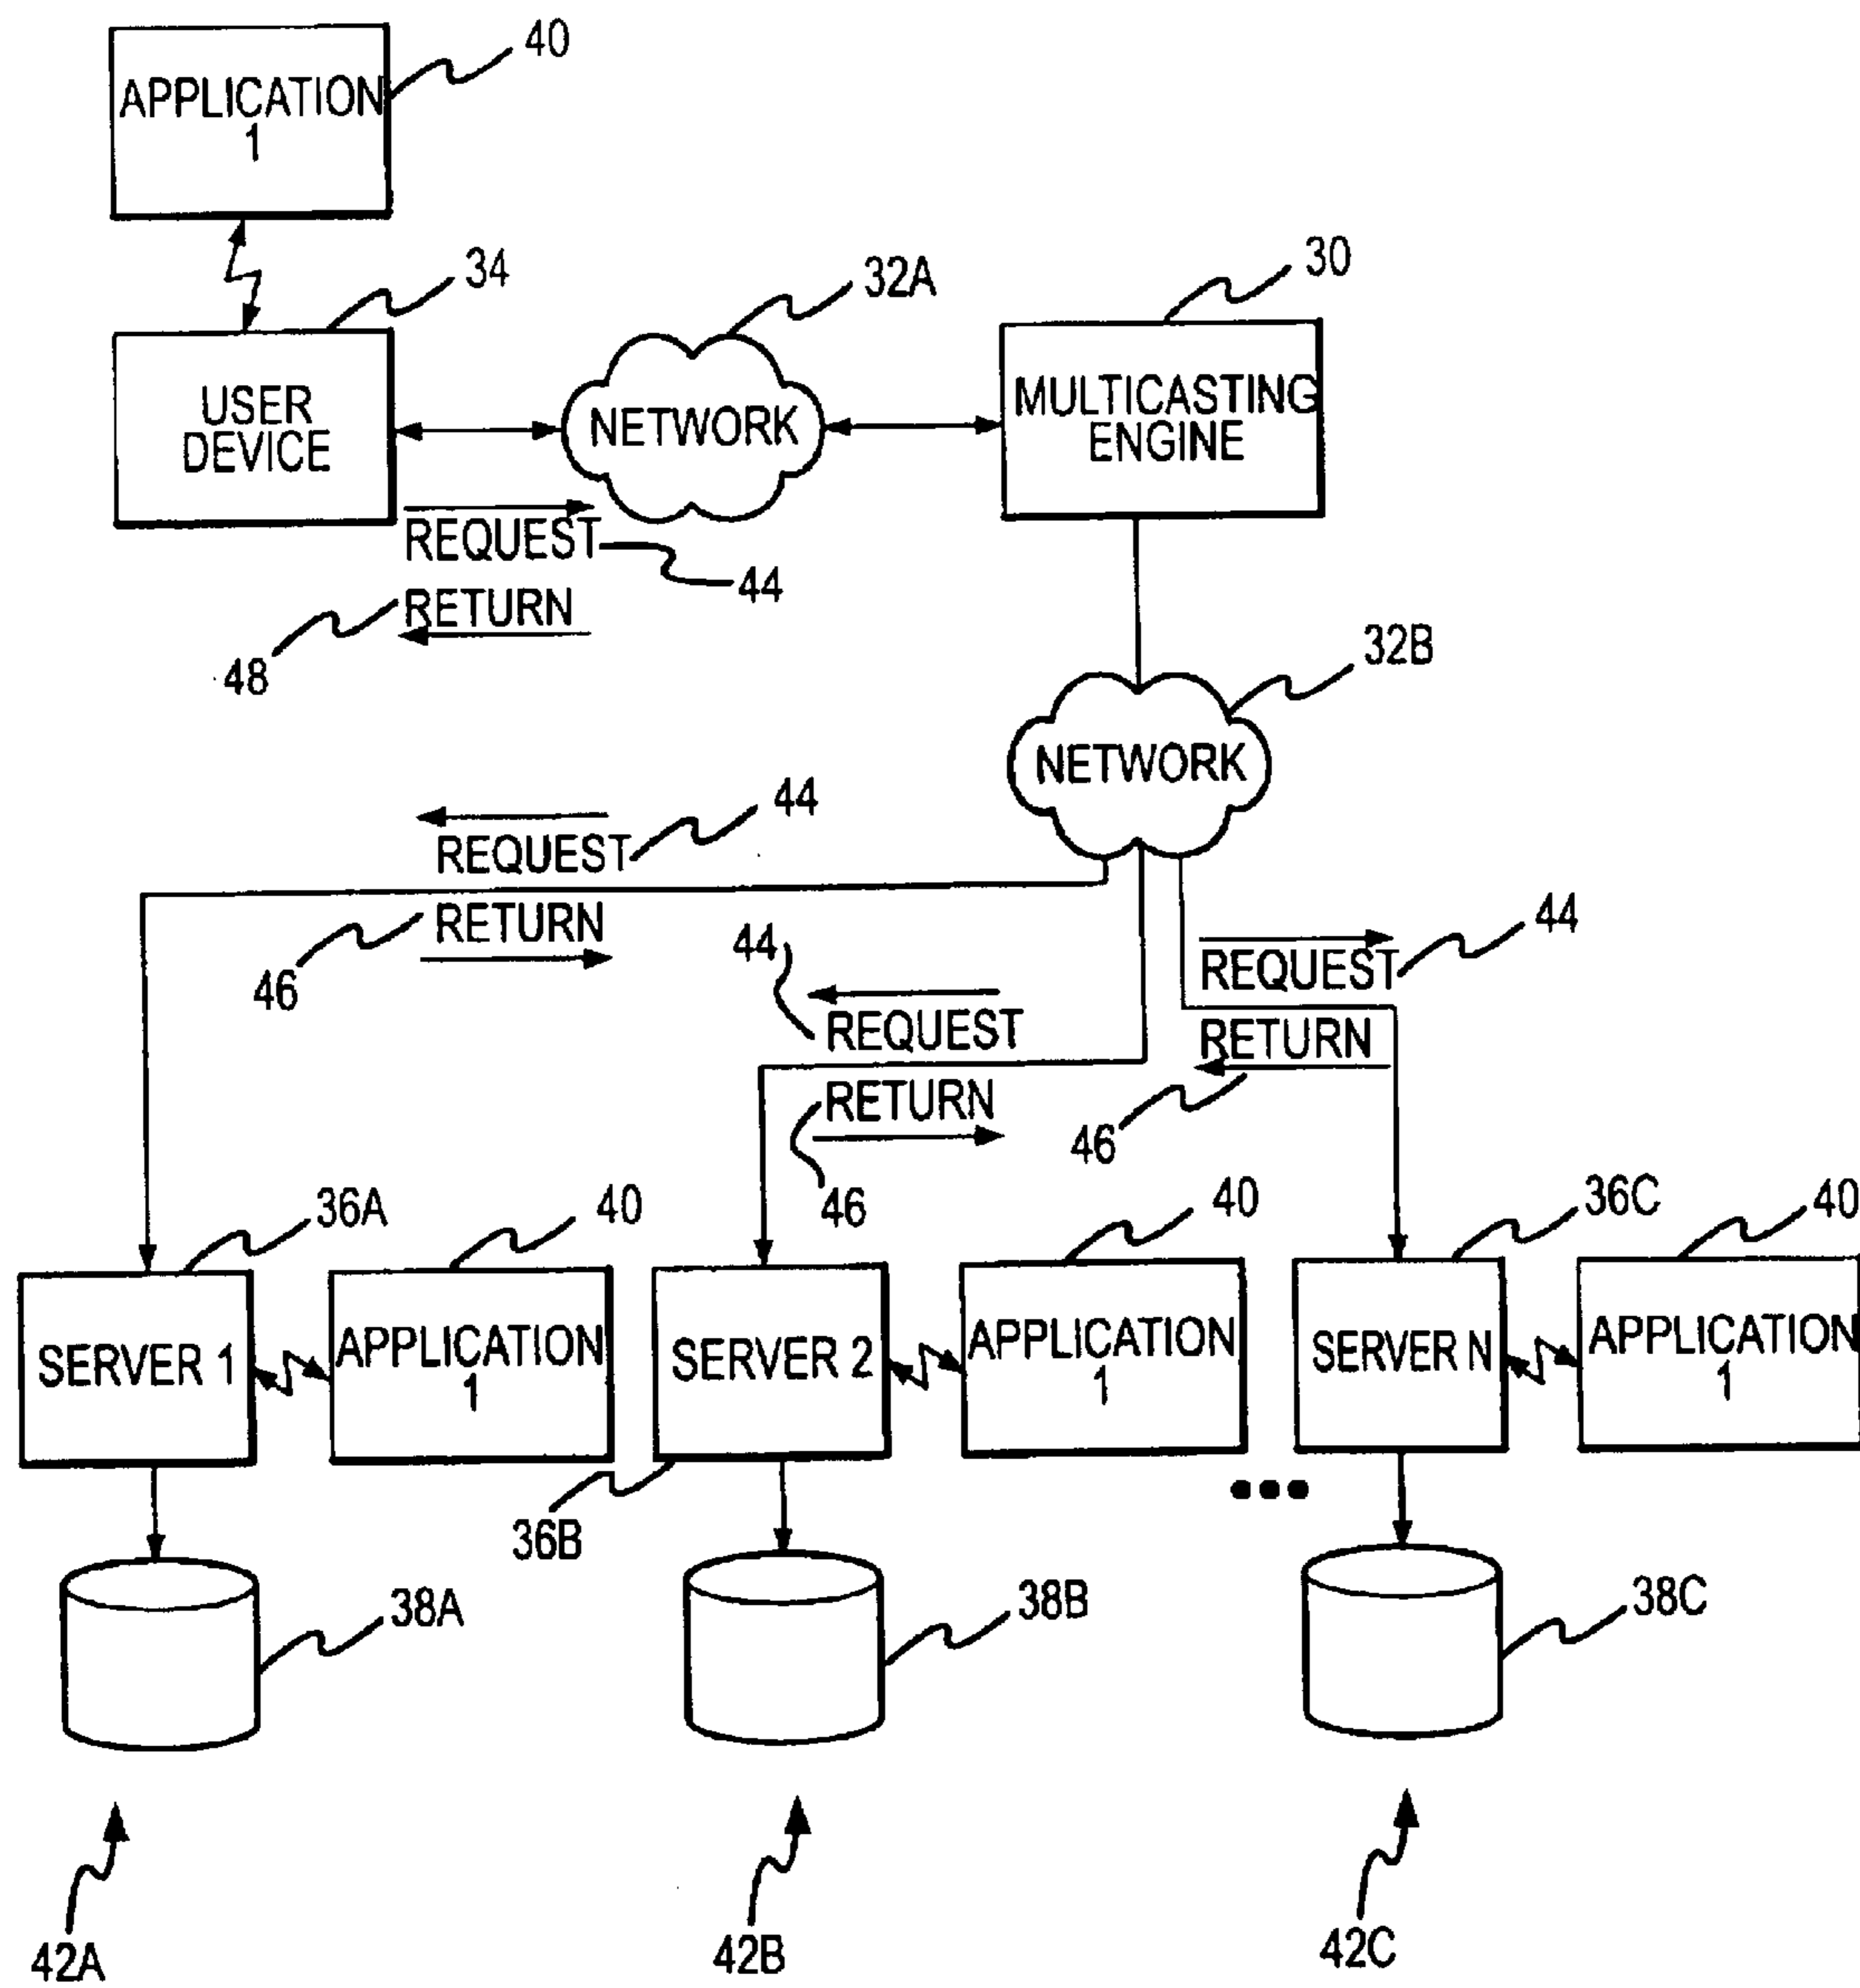 40
APPLICATION
1
34
32A
30
USER
DEVICE
NETWORK
MULTICASTING
ENGINE
REQUEST
44
RETURN
48
32B
NETWORK
44
REQUEST
RETURN
46
44
REQUEST
44
REQUEST
RETURN
46
RETURN
46
36A
40
40
36C
40
SERVER 1
APPLICATION
1
SERVER 2
APPLICATION
1
SERVER N
APPLICATION
1
36B
38A
38B
38C
42A
42B
42C